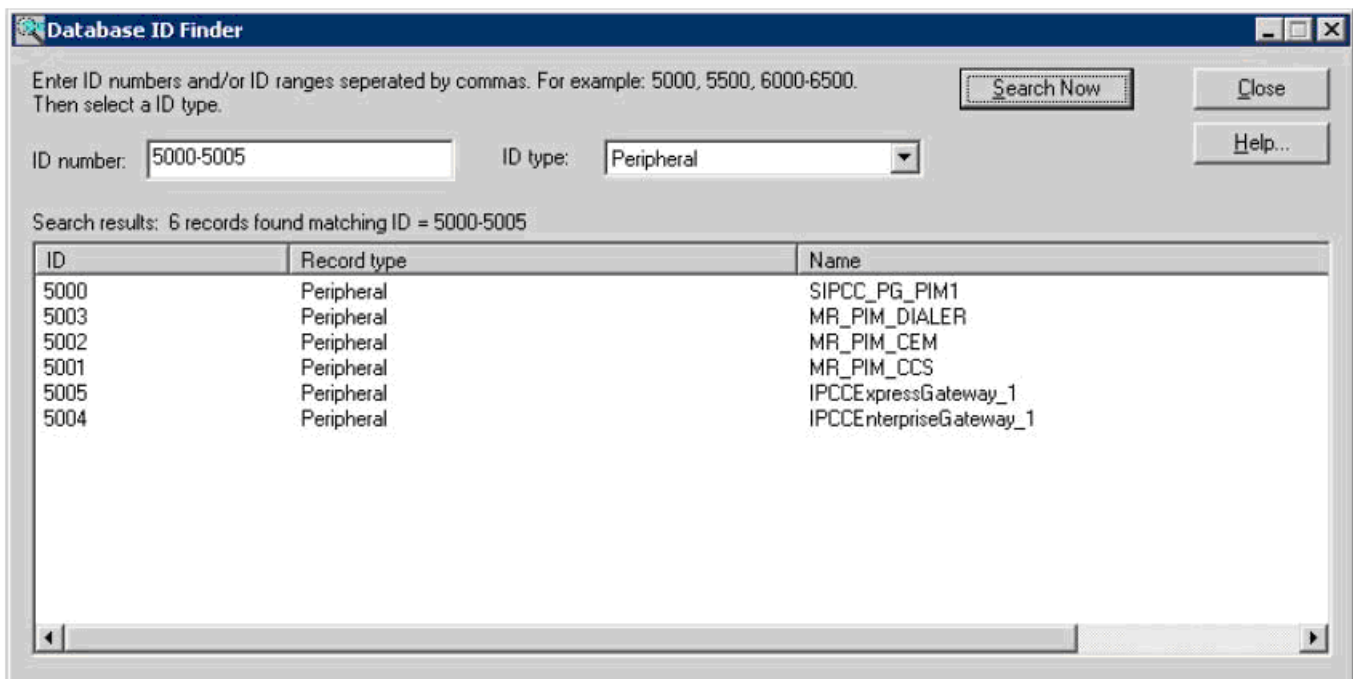 Database ID Finder
Enter ID numbers and/or ID ranges seperated by commas. For example: 5000, 5500, 6000-6500.
Then select a ID type.
Search Now
Close
Help...
ID number: 5000-5005 ID type: Peripheral
Search results: 6 records found matching ID = 5000-5005
ID Record type Name
5000 Peripheral SIPCC_PG_PIM1
5003 Peripheral MR_PIM_DIALER
5002 Peripheral MR_PIM_CEM
5001 Peripheral MR_PIM_CCS
5005 Peripheral IPCCExpressGateway_1
5004 Peripheral IPCCEnterpriseGateway_1